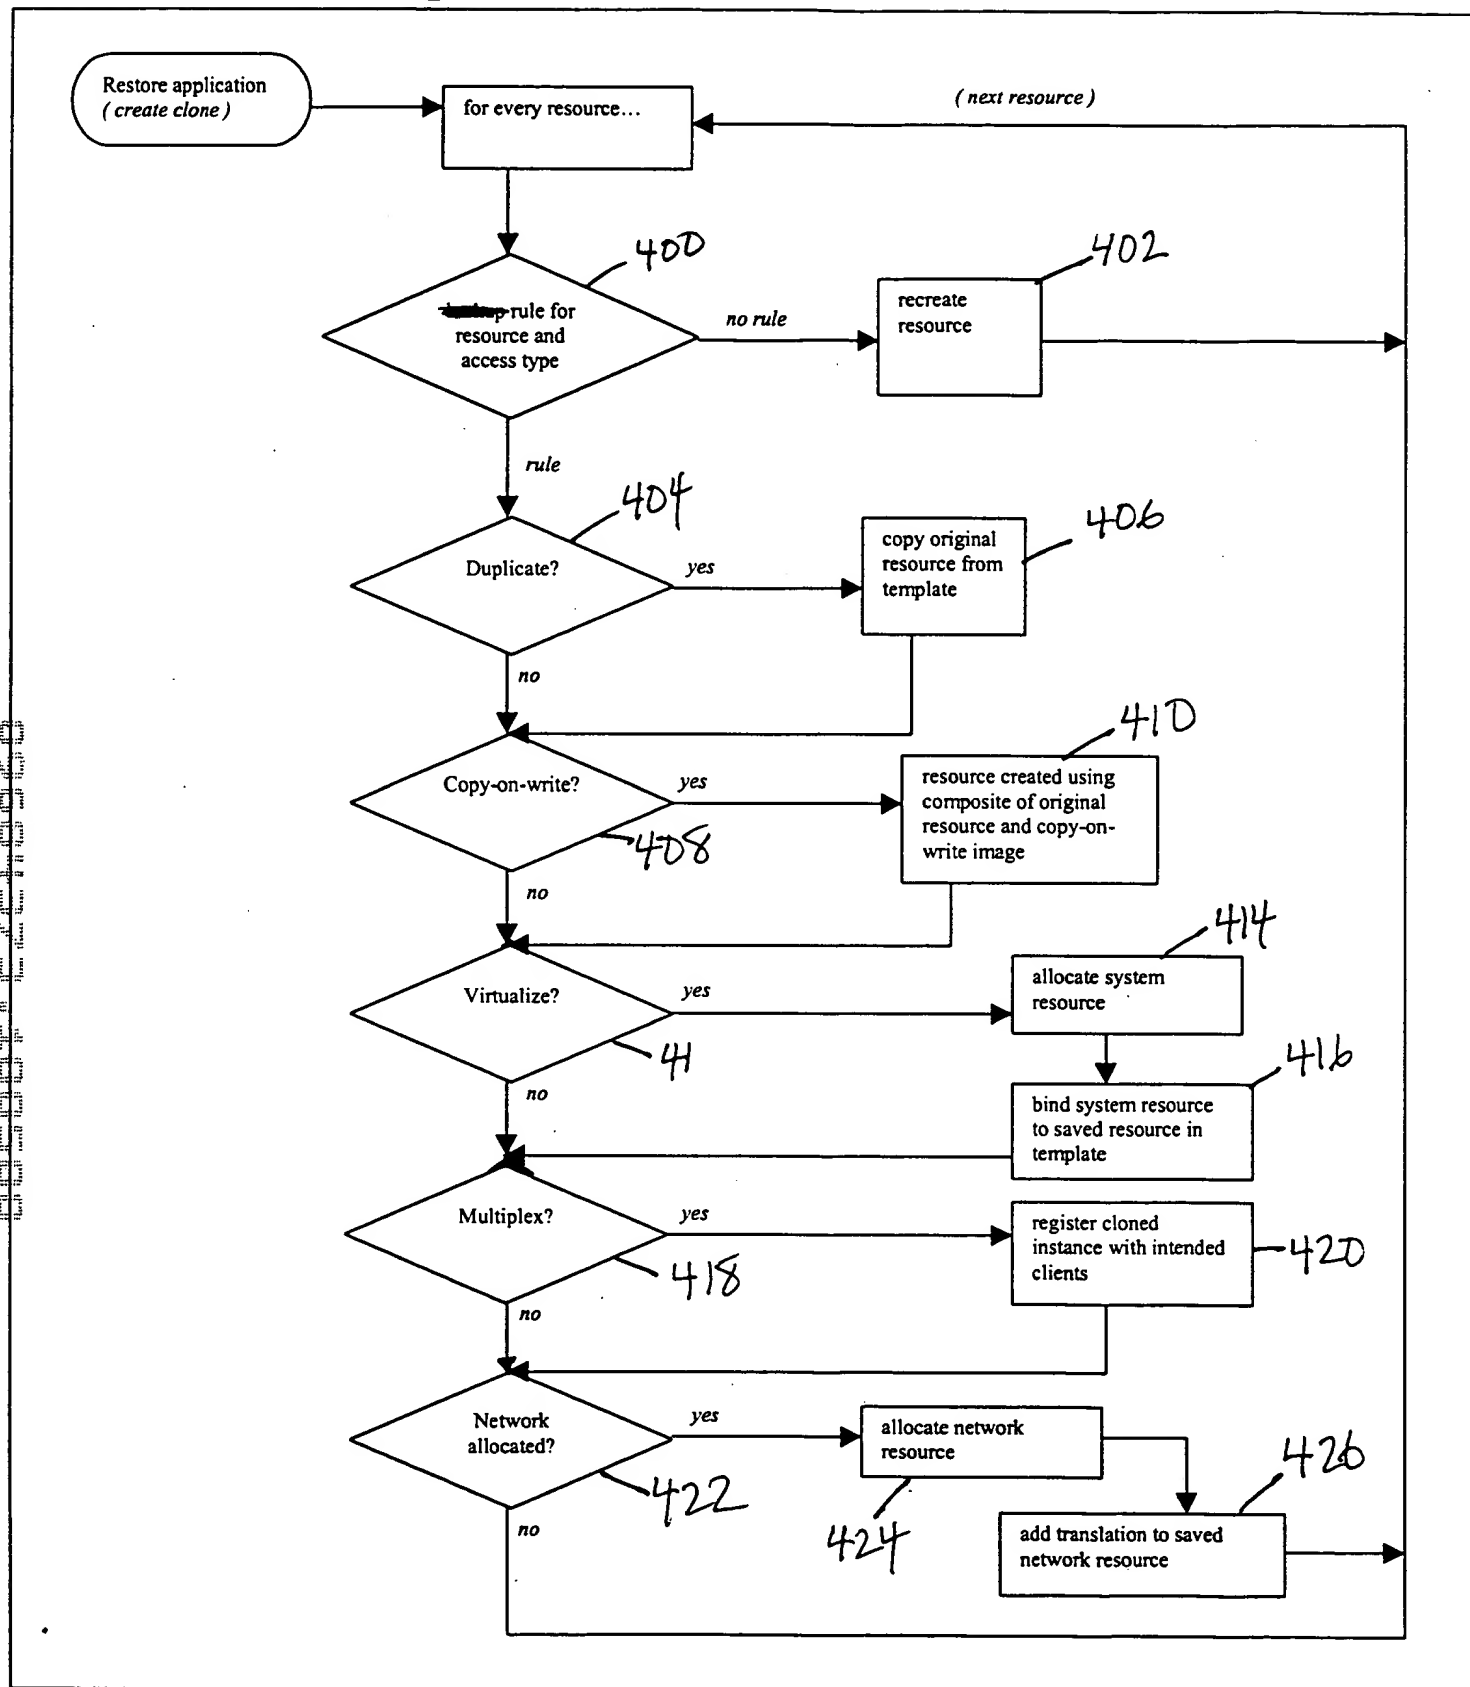 Restore application
( create clone )
for every resource…
( next resource )
400
rule for
resource and
access type
no rule
402
recreate
resource
rule
404
Duplicate?
yes
406
copy original
resource from
template
no
410
Copy-on-write?
yes
resource created using
composite of original
resource and copy-on-
write image
408
no
414
Virtualize?
yes
allocate system
resource
41
416
no
bind system resource
to saved resource in
template
Multiplex?
yes
register cloned
instance with intended
clients
420
418
no
Network
allocated?
yes
allocate network
resource
422
424
426
no
add translation to saved
network resource